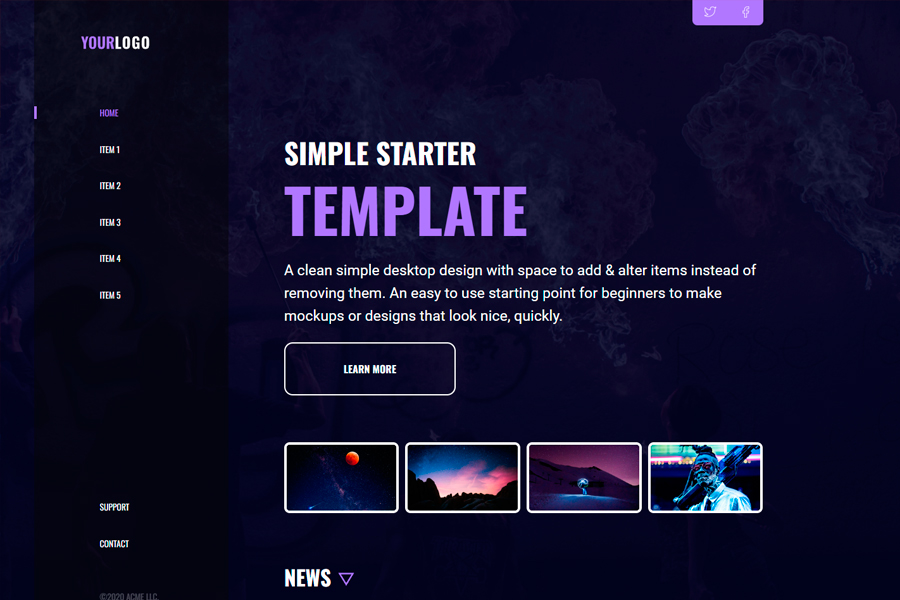 YOURLOGO
HOME
ITEM 1
ITEM 2
ITEM 3
ITEM 4
ITEM 5
SUPPORT
CONTACT
©2020 ACME LLC.
SIMPLE STARTER
TEMPLATE
A clean simple desktop design with space to add & alter items instead of
removing them. An easy to use starting point for beginners to make
mockups or designs that look nice, quickly.
LEARN MORE
NEWS